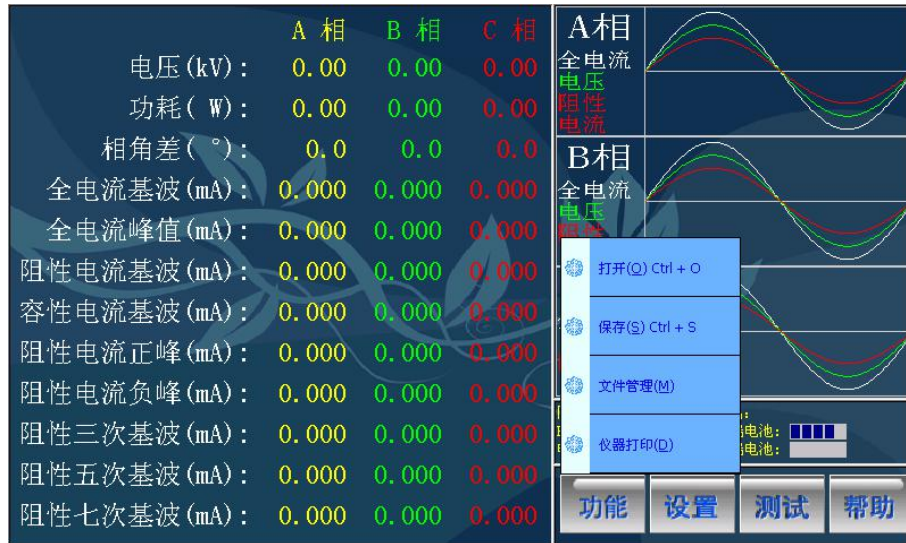 A 相 B 相 C 相
电压(kV): 0.00 0.00 0.00
功耗( W): 0.00 0.00 0.00
相角差( °): 0.0 0.0 0.0
全电流基波(mA): 0.000 0.000 0.000
全电流峰值(mA): 0.000 0.000 0.000
阻性电流基波(mA): 0.000 0.000 0.000
容性电流基波(mA): 0.000 0.000 0.000
阻性电流正峰(mA): 0.000 0.000 0.000
阻性电流负峰(mA): 0.000 0.000 0.000
阻性三次基波(mA): 0.000 0.000 0.000
阻性五次基波(mA): 0.000 0.000 0.000
阻性七次基波(mA): 0.000 0.000 0.000
A相
全电流
电压
阻性
电流
B相
全电流
电压
阻性
打开(O) Ctrl + O
保存(S) Ctrl + S
文件管理(M)
仪器打印(D)
电池:
电池:
功能 设置 测试 帮助